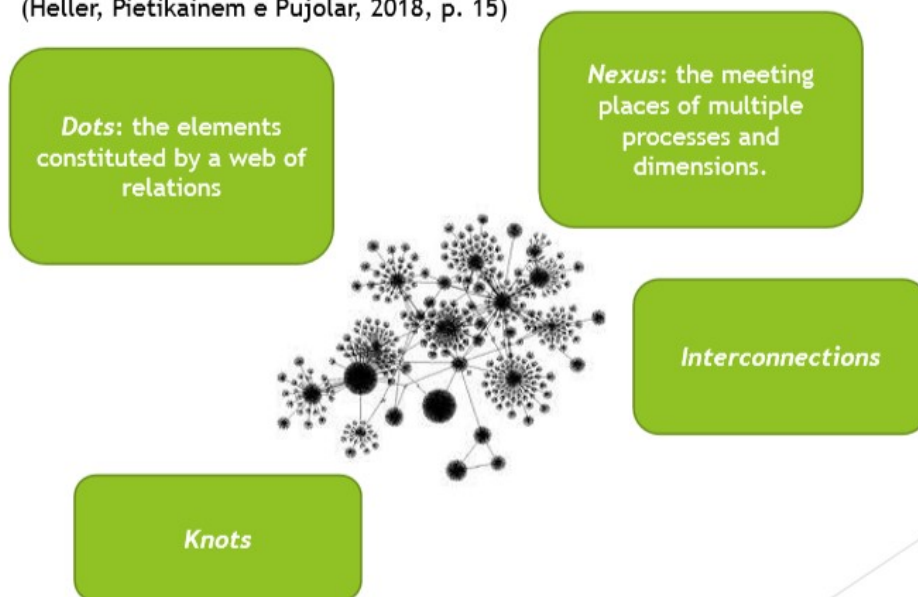 (Heller, Pietikainem e Pujolar, 2018, p. 15)
Dots: the elements
constituted by a web of
relations
Nexus: the meeting
places of multiple
processes and
dimensions.
Interconnections
Knots